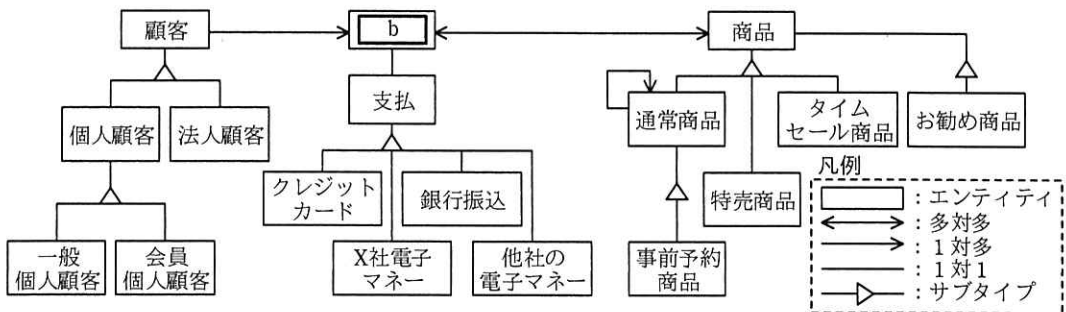 顧客
b
商品
支払
通常商品
タイム
セール商品
お勧め商品
個人顧客
法人顧客
クレジット
カード
銀行振込
特売商品
一般
個人顧客
会員
個人顧客
X社電子
マネー
他社の
電子マネー
事前予約
商品
凡例
：エンティティ
：多対多
：1対多
：1対1
：サブタイプ